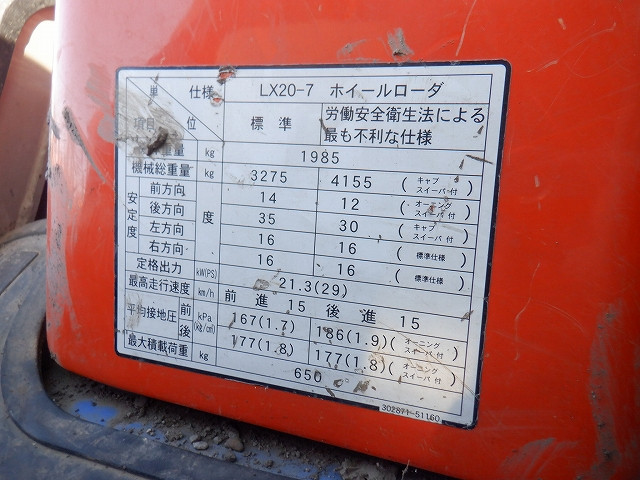 単 仕様 LX20-7 ホイールローダ
項目 位 標準 労働安全衛生法による
最も不利な仕様
重量 kg 1985
機械総重量 kg 3275 4155 (キャブ スイーパ付)
安定度 前方向 度 14 12 (オーニング スイーパ付)
後方向 35 30 (キャブ スイーパ付)
左方向 16 16 (標準仕様)
右方向 16 16 (標準仕様)
定格出力 kW(PS) 21.3(29)
最高走行速度 km/h 前進 15 後進 15
平均接地圧 前 kPa (kg/cm²) 167(1.7) 186(1.9) (オーニング スイーパ付)
後 177(1.8) 177(1.8) (オーニング スイーパ付)
最大積載荷重 kg 650
302871-51160